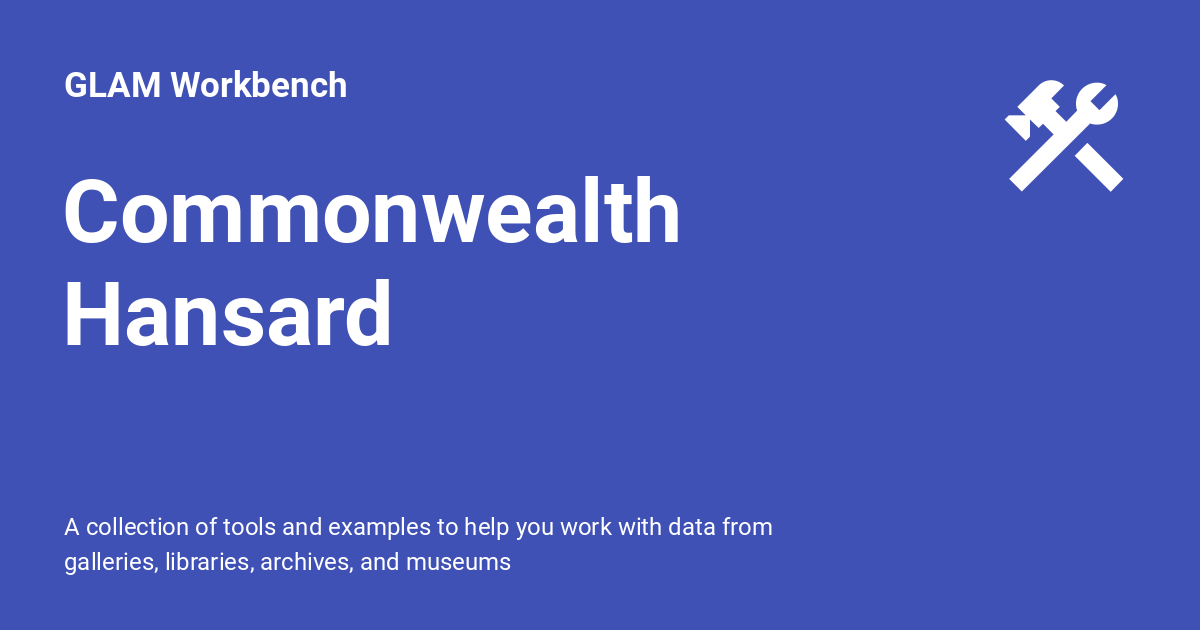 GLAM Workbench
Commonwealth
Hansard
A collection of tools and examples to help you work with data from
galleries, libraries, archives, and museums